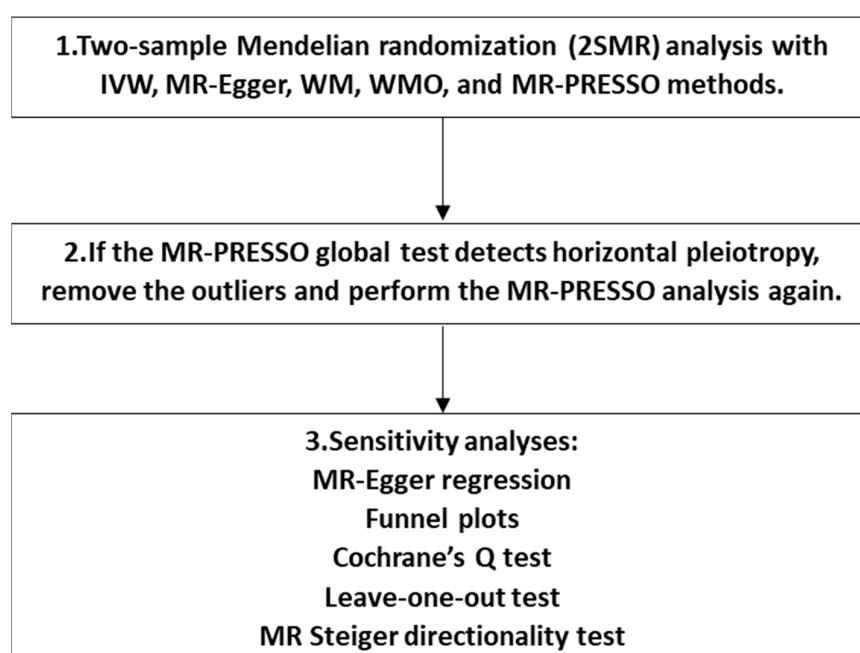 1.Two-sample Mendelian randomization (2SMR) analysis with
IVW, MR-Egger, WM, WMO, and MR-PRESSO methods.
2.If the MR-PRESSO global test detects horizontal pleiotropy,
remove the outliers and perform the MR-PRESSO analysis again.
3.Sensitivity analyses:
MR-Egger regression
Funnel plots
Cochrane’s Q test
Leave-one-out test
MR Steiger directionality test